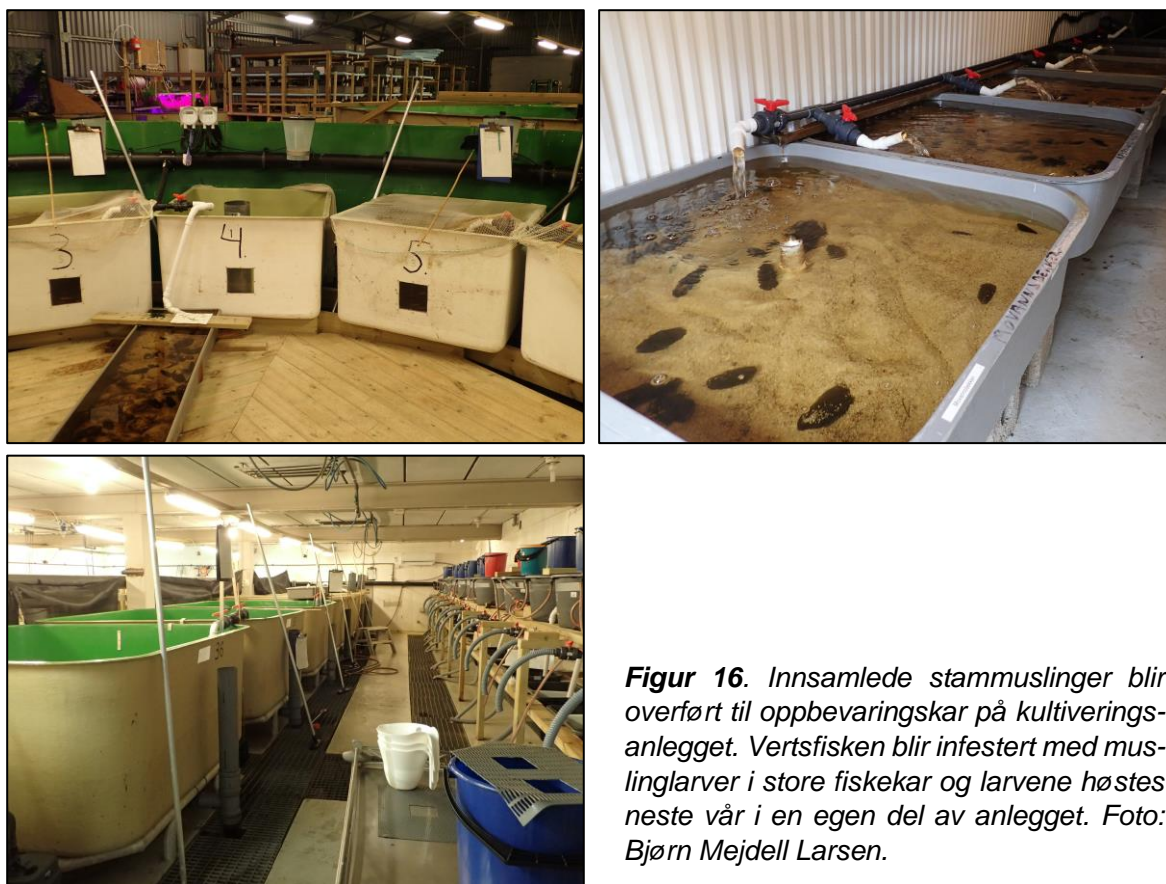 3
4
5.
36
Figur 16. Innsamlede stammuslinger blir
overført til oppbevaringskar på kultiverings-
anlegget. Vertsfisken blir infestert med mus-
linglarver i store fiskekar og larvene høstes
neste vår i en egen del av anlegget. Foto:
Bjørn Mejdell Larsen.